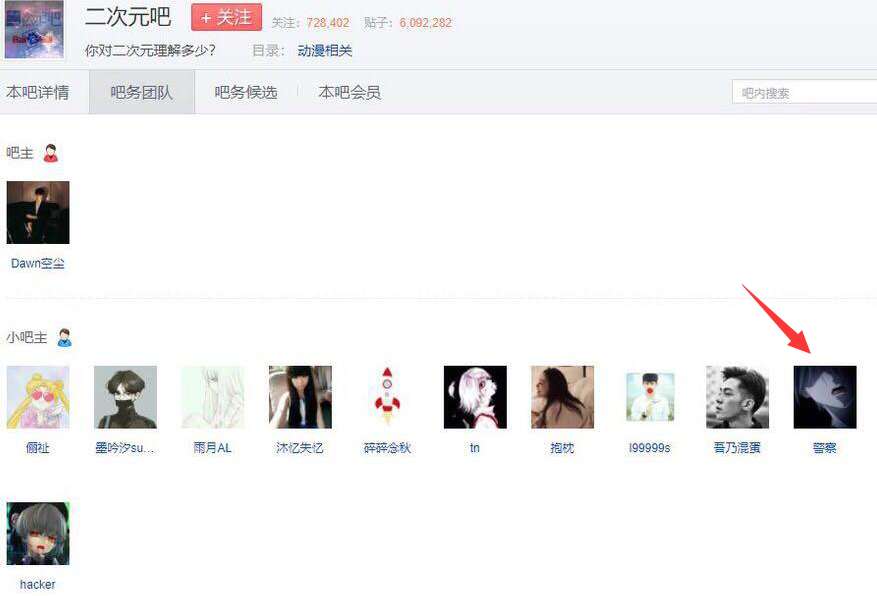 二次元吧
+ 关注
关注: 728,402 贴子: 6,092,282
你对二次元理解多少?
目录: 动漫相关
本吧详情
吧务团队
吧务候选
本吧会员
吧内搜索
吧主
Dawn空尘
小吧主
俪祉
墨吟汐su...
雨月AL
沐忆失忆
碎碎念秋
tn
抱枕
l99999s
吾乃混蛋
警察
hacker